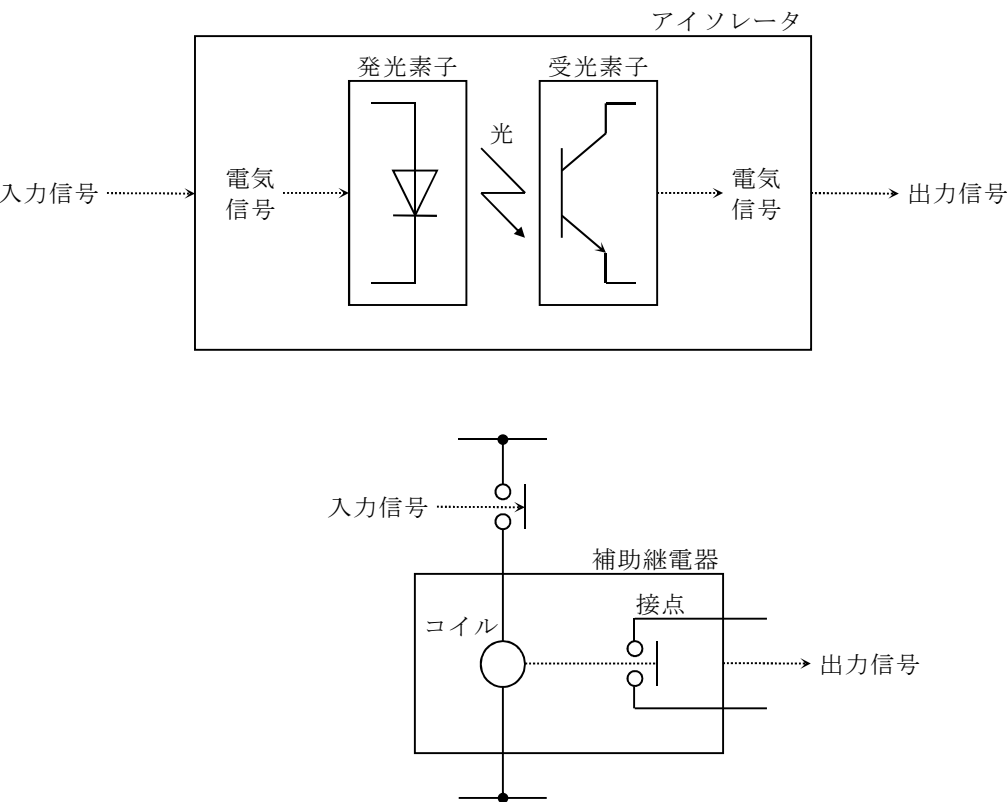 アイソレータ
発光素子
受光素子
光
入力信号
電気
信号
電気
信号
出力信号
入力信号
補助継電器
接点
コイル
出力信号